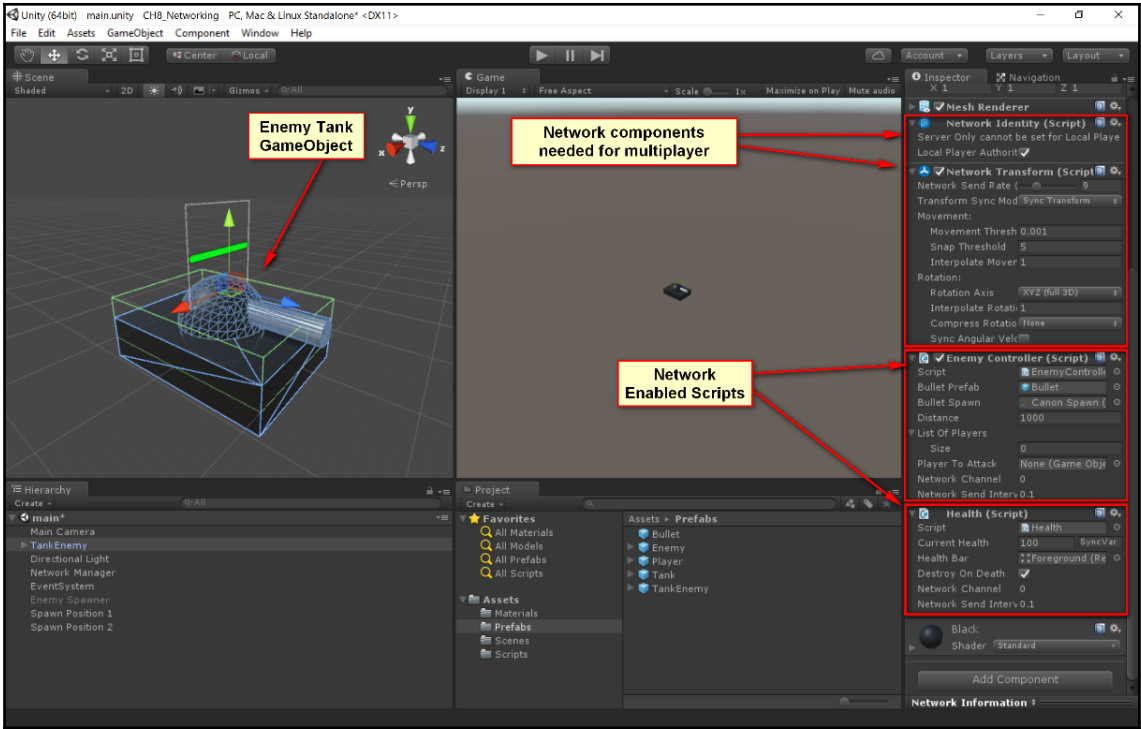 Unity (64bit) main.unity CH8_Networking PC, Mac & Linux Standalone* <DX11>
File Edit Assets GameObject Component Window Help
Center Local
Account Layers Layout
Scene
Shaded 2D Gizmos All
Enemy Tank
GameObject
y
x z
Persp
Game
Display 1 Free Aspect Scale 1x Maximize on Play Mute audio
Network components
needed for multiplayer
Network
Enabled Scripts
Inspector Navigation
X 1 Y 1 Z 1
Mesh Renderer
Network Identity (Script)
Server Only cannot be set for Local Playe
Local Player Authorit
Network Transform (Script
Network Send Rate ( 9
Transform Sync Mod Sync Transform
Movement:
Movement Thresh 0.001
Snap Threshold 5
Interpolate Mover 1
Rotation:
Rotation Axis XYZ (full 3D)
Interpolate Rotati 1
Compress Rotatio None
Sync Angular Velc
Enemy Controller (Script)
Script EnemyControlle
Bullet Prefab Bullet
Bullet Spawn Canon Spawn (
Distance 1000
List Of Players
Size 0
Player To Attack None (Game Obje
Network Channel 0
Network Send Interv 0.1
Health (Script)
Script Health
Current Health 100 SyncVar
Health Bar Foreground (Re
Destroy On Death
Network Channel 0
Network Send Interv 0.1
Black
Shader Standard
Add Component
Network Information
Hierarchy
Create All
main*
Main Camera
TankEnemy
Directional Light
Network Manager
EventSystem
Enemy Spawner
Spawn Position 1
Spawn Position 2
Project
Create
Favorites
All Materials
All Models
All Prefabs
All Scripts
Assets
Materials
Prefabs
Scenes
Scripts
Assets Prefabs
Bullet
Enemy
Player
Tank
TankEnemy